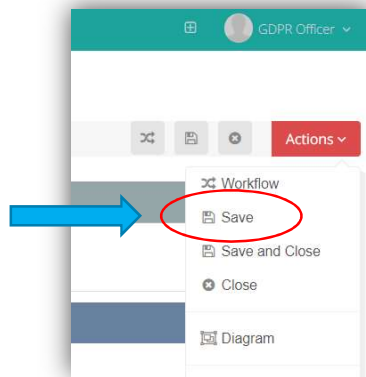 GDPR Officer
Actions
Workflow
Save
Save and Close
Close
Diagram